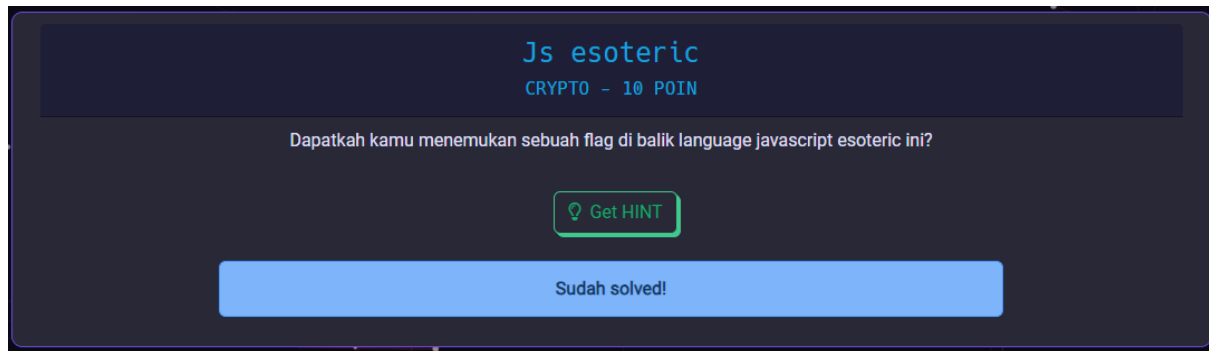 Js esoteric
CRYPTO – 10 POIN
Dapatkah kamu menemukan sebuah flag di balik language javascript esoteric ini?
Get HINT
Sudah solved!